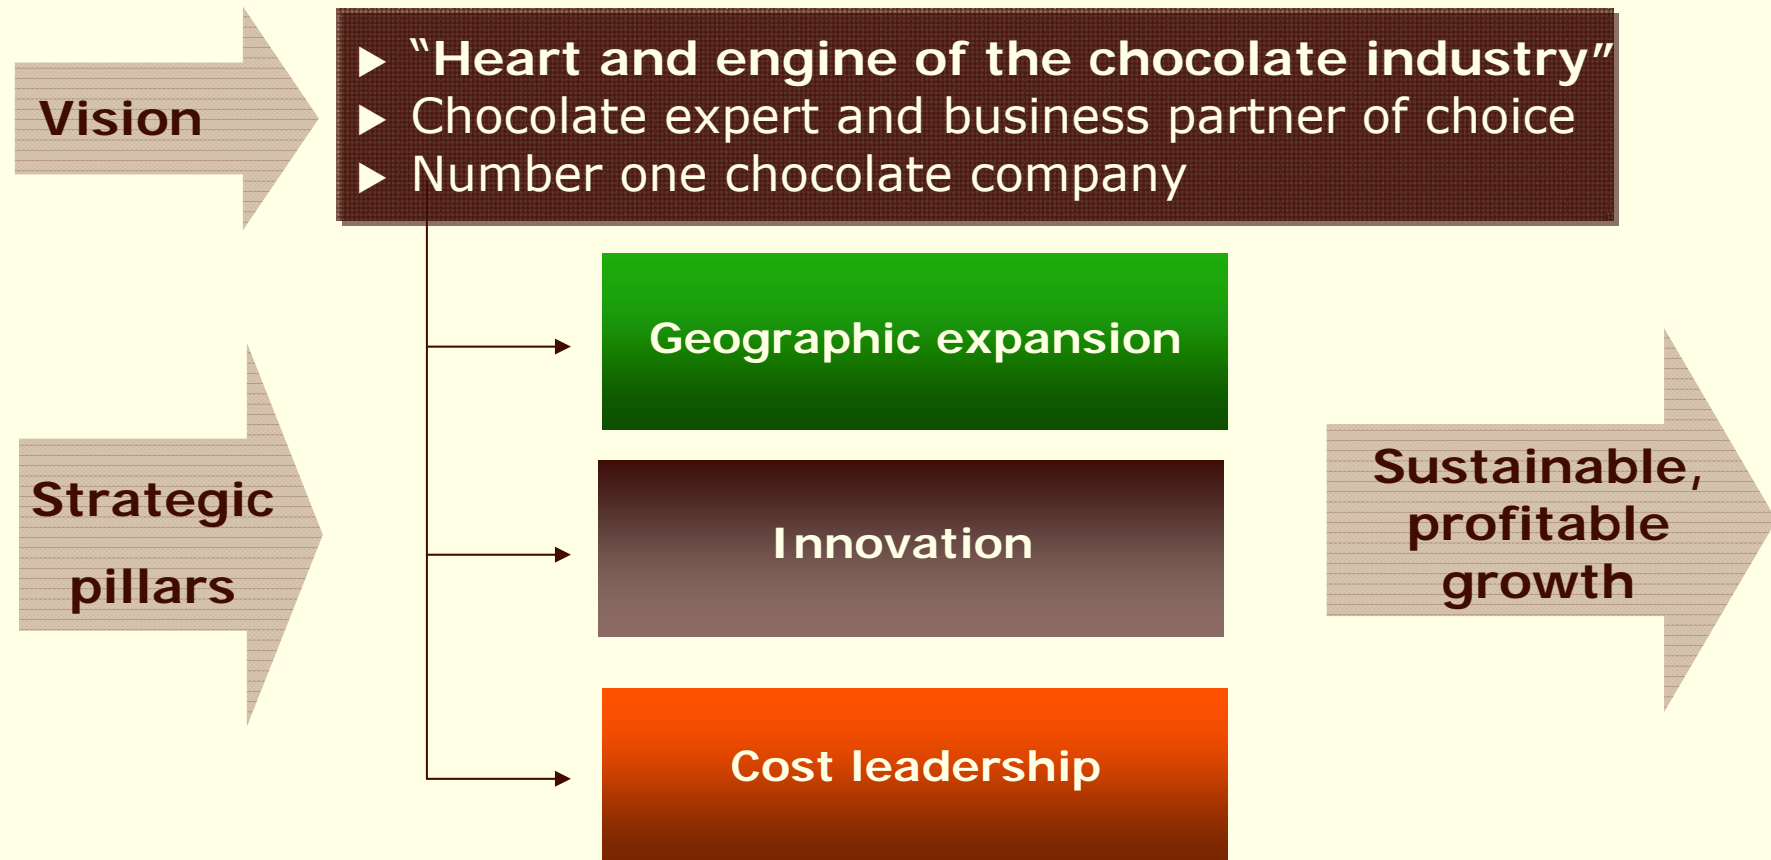 Vision
“Heart and engine of the chocolate industry”
Chocolate expert and business partner of choice
Number one chocolate company
Strategic
pillars
Geographic expansion
Innovation
Cost leadership
Sustainable,
profitable
growth